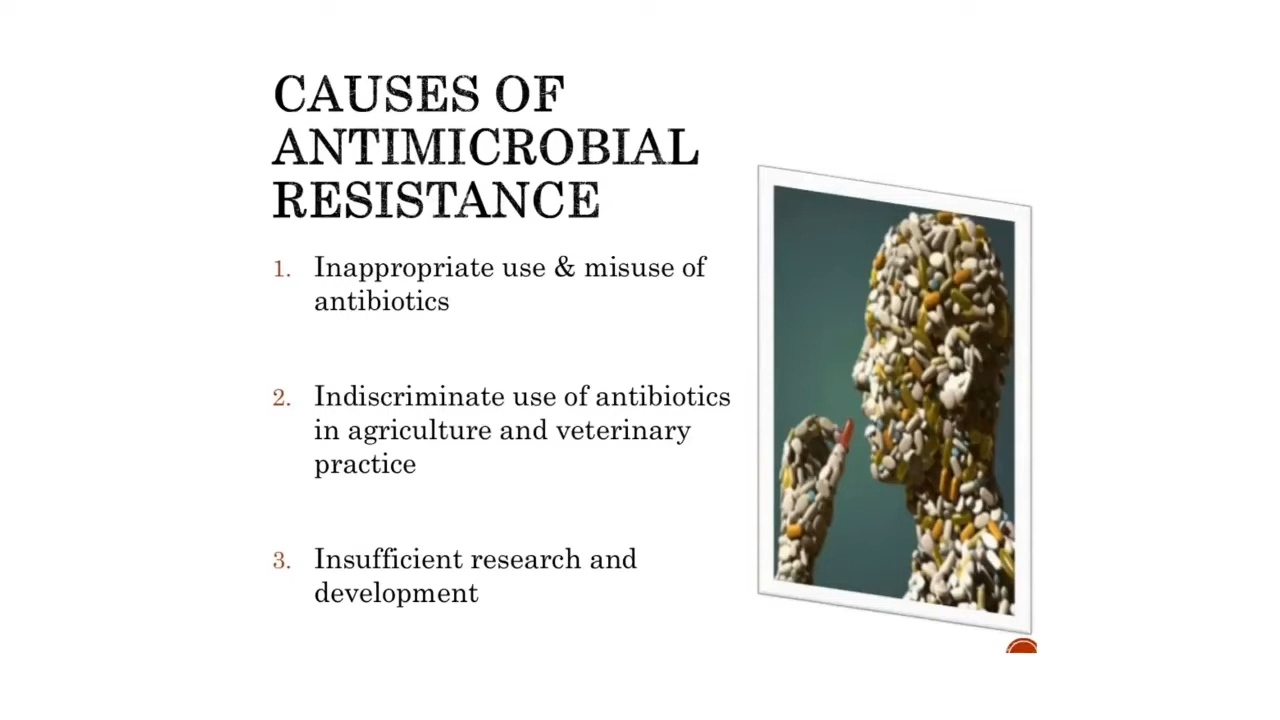 CAUSES OF
ANTIMICROBIAL
RESISTANCE
1. Inappropriate use & misuse of
antibiotics
2. Indiscriminate use of antibiotics
in agriculture and veterinary
practice
3. Insufficient research and
development